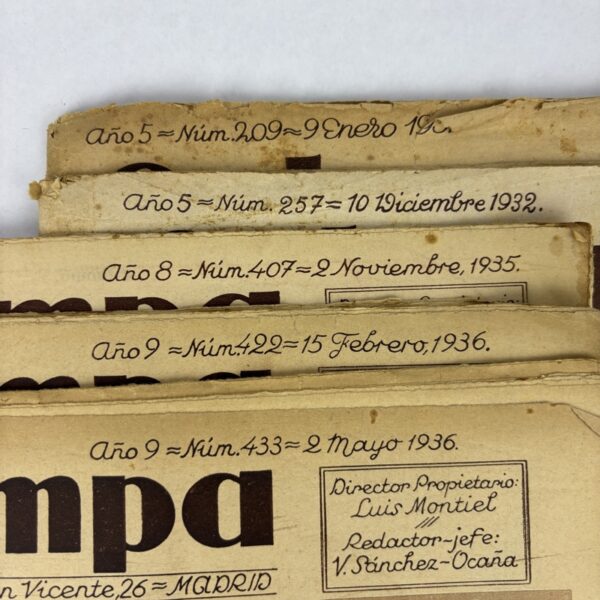 Año 5 ≈ Núm. 209 ≈ 9 Enero
Año 5 ≈ Núm. 257 = 10 Diciembre 1932.
Año 8 ≈ Núm. 407 = 2 Noviembre, 1935.
mpa
Año 9 ≈ Núm. 422 = 15 Febrero, 1936.
Año 9 ≈ Núm. 433 = 2 Mayo 1936.
mpa
Director Propietario:
Luis Montiel
Redactor-jefe:
V. Sánchez-Ocaña
n Vicente, 26 = MADRID